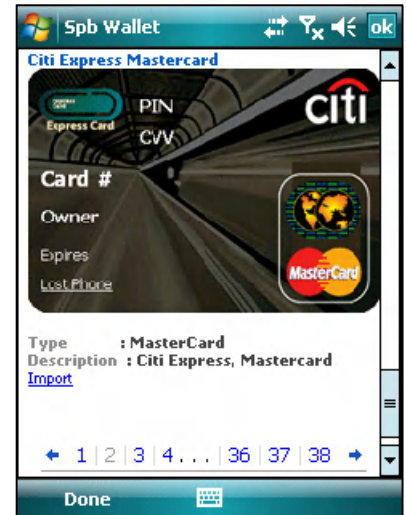 Spb Wallet ok
Citi Express Mastercard
PIN
citi
Express Card
CVV
Card #
Owner
Expires
MasterCard
Lost Phone
Type : MasterCard
Description : Citi Express, Mastercard
Import
1 | 2 | 3 | 4 . . . | 36 | 37 | 38
Done